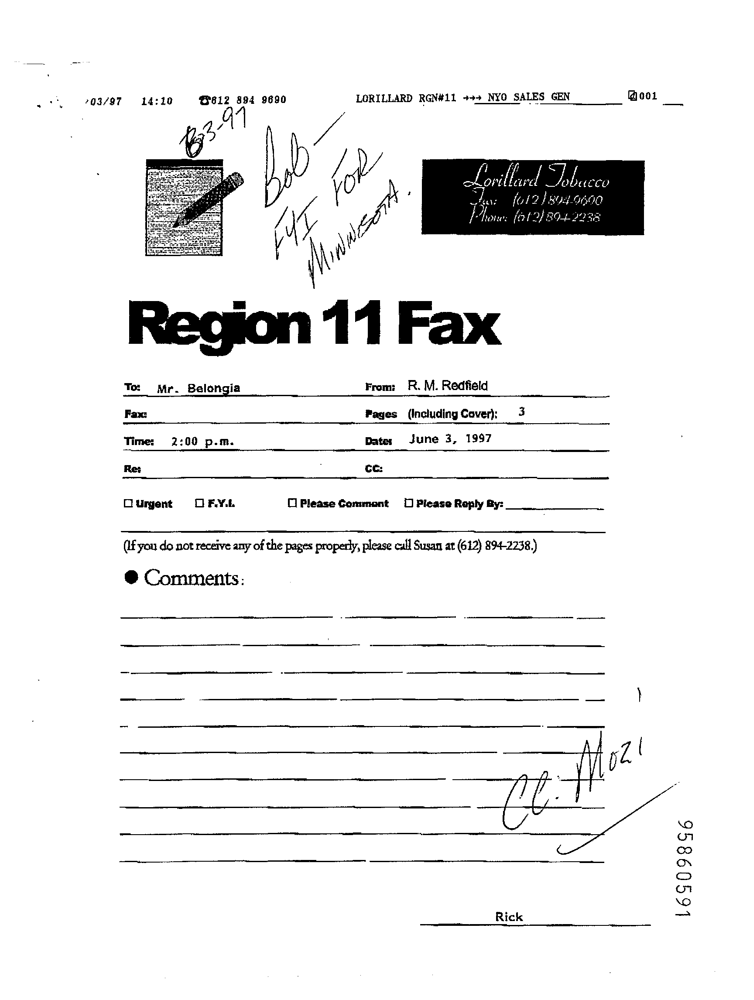 /03/97 14:10 ☎612 894 9690 LORILLARD RGN#11 +++ NYO SALES GEN 001
Bob —
FYI FOR
MINNESOTA.
Lorillard Tobacco
Fax: (612) 894-9690
Phone: (612) 894-2238
Region 11 Fax
To: Mr. Belongia From: R. M. Redfield
Fax: Pages (Including Cover): 3
Time: 2:00 p.m. Date: June 3, 1997
Re: CC:
☐ Urgent ☐ F.Y.I. ☐ Please Comment ☐ Please Reply By:
(If you do not receive any of the pages properly, please call Susan at (612) 894-2238.)
● Comments:
CC: MOZI
Rick
95860591